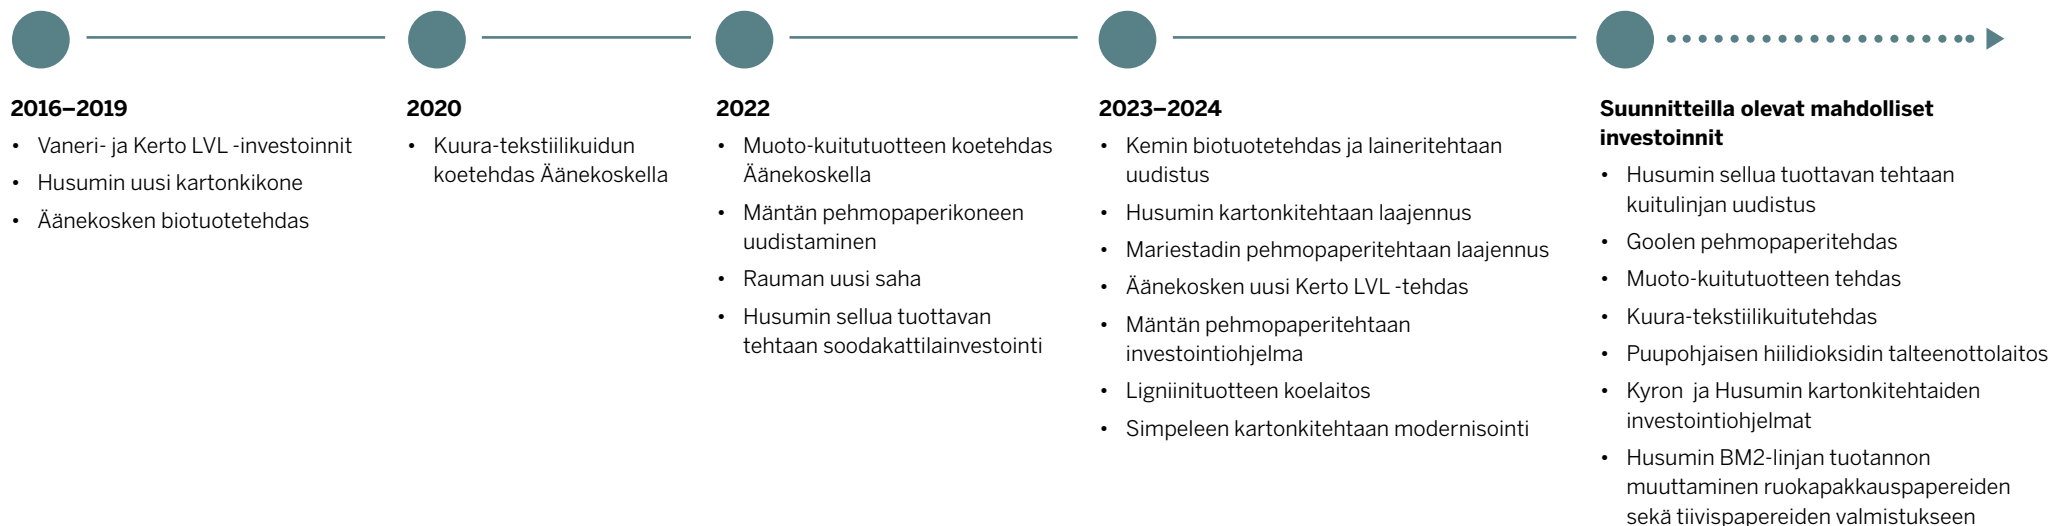 2016–2019
• Vaneri- ja Kerto LVL -investoinnit
• Husumin uusi kartonkikone
• Äänekosken biotuotetehdas
2020
• Kuura-tekstiilikuidun
koetehdas Äänekoskella
2022
• Muoto-kuitutuotteen koetehdas
Äänekoskella
• Mäntän pehmopaperikoneen
uudistaminen
• Rauman uusi saha
• Husumin sellua tuottavan
tehtaan soodakattilainvestointi
2023–2024
• Kemin biotuotetehdas ja laineritehtaan
uudistus
• Husumin kartonkitehtaan laajennus
• Mariestadin pehmopaperitehtaan laajennus
• Äänekosken uusi Kerto LVL -tehdas
• Mäntän pehmopaperitehtaan
investointiohjelma
• Ligniinituotteen koelaitos
• Simpeleen kartonkitehtaan modernisointi
Suunnitteilla olevat mahdolliset
investoinnit
• Husumin sellua tuottavan tehtaan
kuitulinjan uudistus
• Goolen pehmopaperitehdas
• Muoto-kuitutuotteen tehdas
• Kuura-tekstiilikuitutehdas
• Puupohjaisen hiilidioksidin talteenottolaitos
• Kyron ja Husumin kartonkitehtaiden
investointiohjelmat
• Husumin BM2-linjan tuotannon
muuttaminen ruokapakkauspapereiden
sekä tiivispapereiden valmistukseen